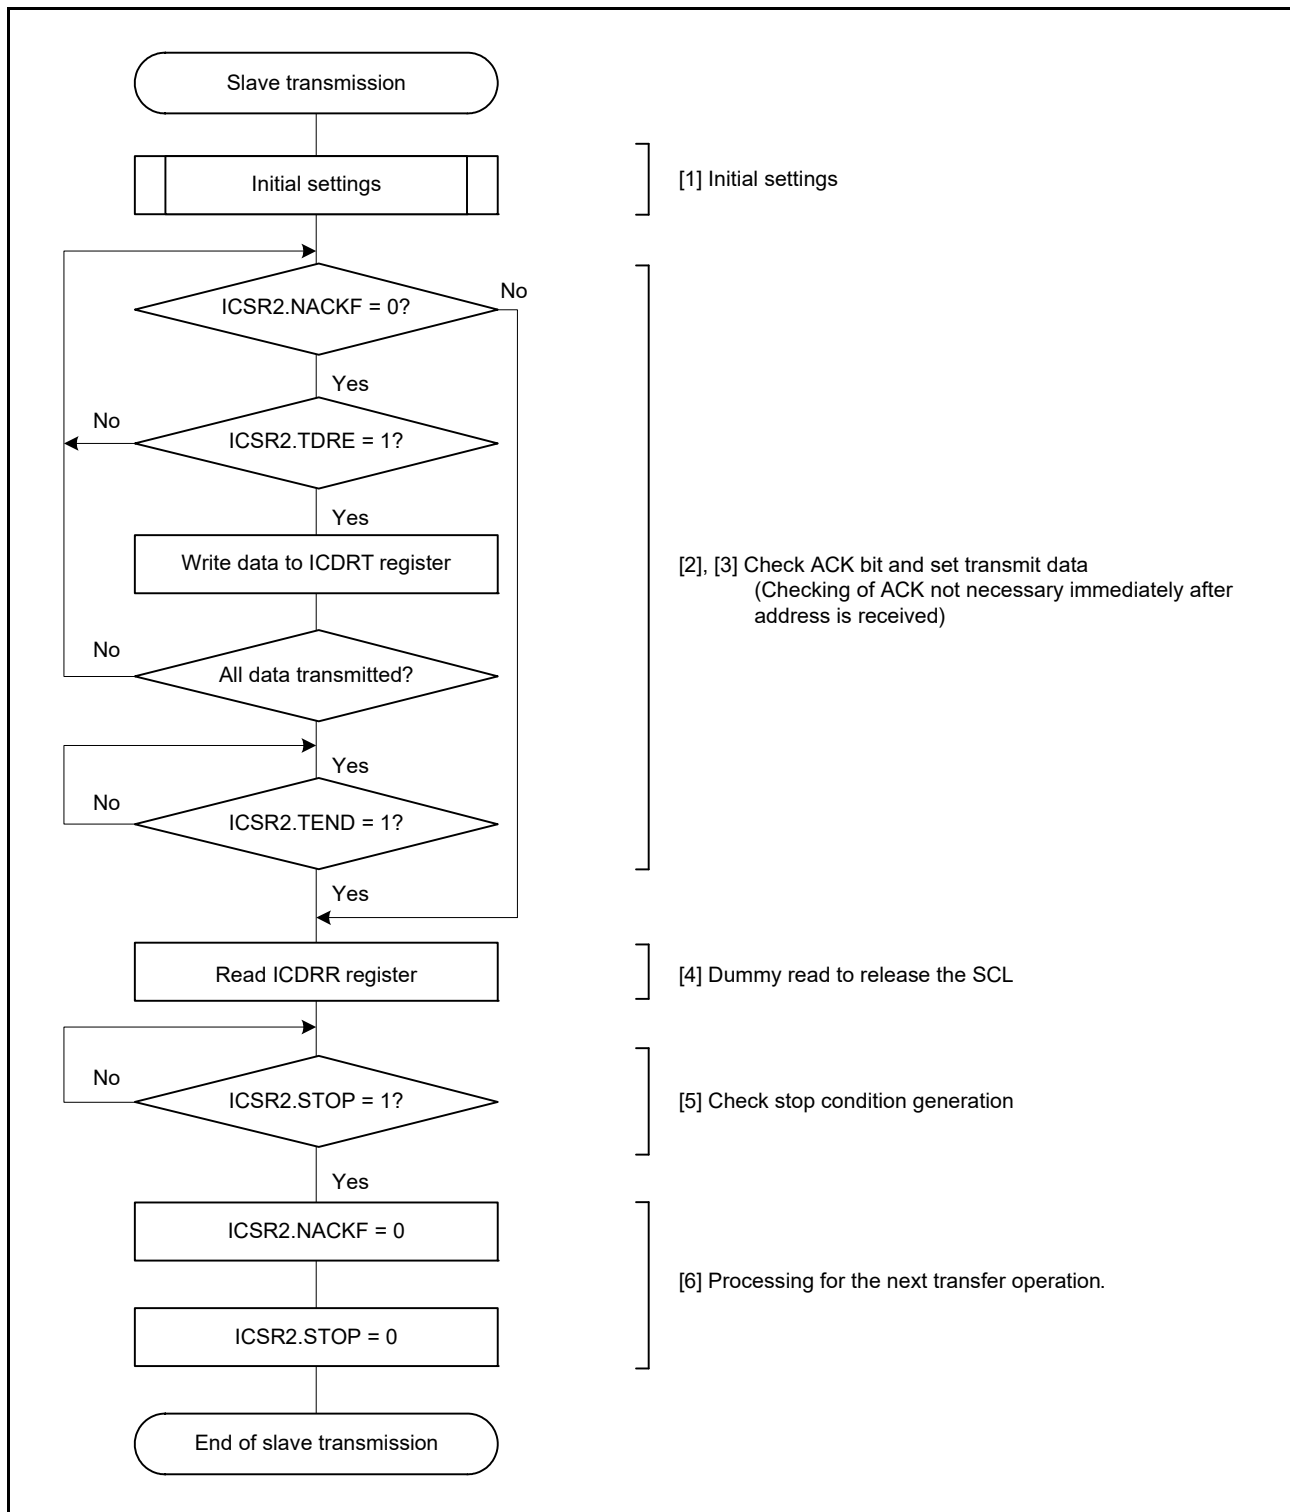 Slave transmission
Initial settings
[1] Initial settings
ICSR2.NACKF = 0?
No
Yes
No
ICSR2.TDRE = 1?
Yes
Write data to ICDRT register
[2], [3] Check ACK bit and set transmit data
(Checking of ACK not necessary immediately after
address is received)
No
All data transmitted?
Yes
No
ICSR2.TEND = 1?
Yes
Read ICDRR register
[4] Dummy read to release the SCL
No
ICSR2.STOP = 1?
[5] Check stop condition generation
Yes
ICSR2.NACKF = 0
[6] Processing for the next transfer operation.
ICSR2.STOP = 0
End of slave transmission